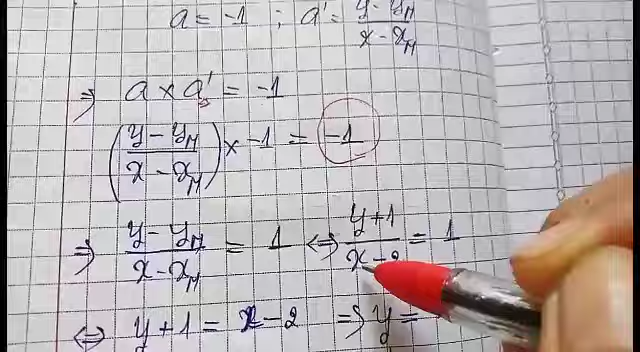 a = -1 ; a' = y - y_M / x - x_M
⇒ a × a' = -1
(y - y_M / x - x_M) × -1 = -1
⇒ y - y_M / x - x_M = 1 ⇔ y + 1 / x - 2 = 1
⇔ y + 1 = x - 2 ⇒ y =